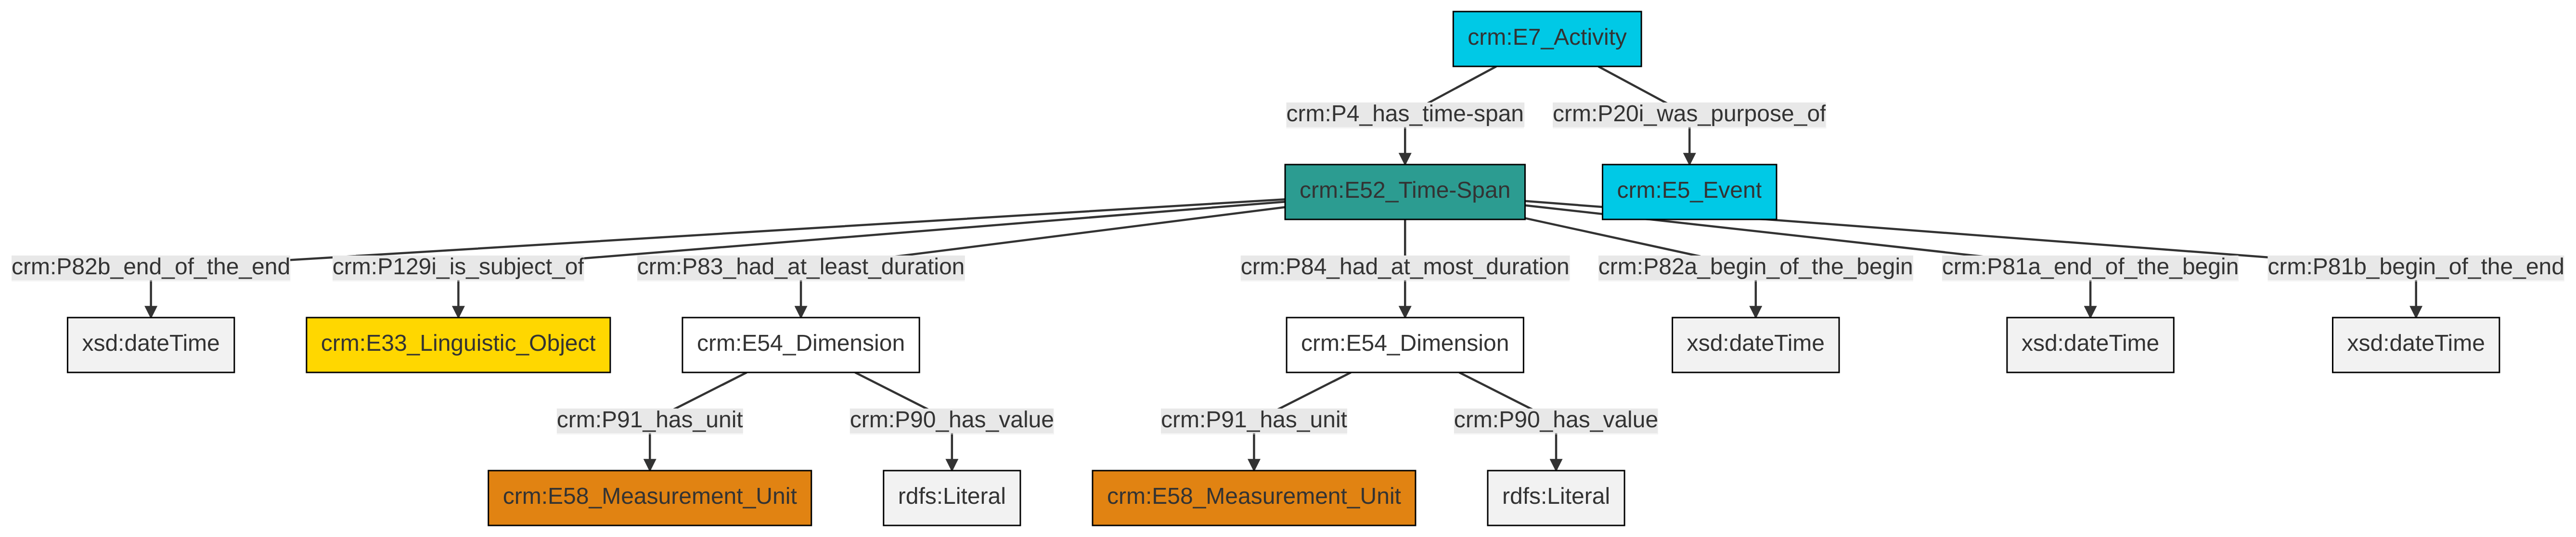 crm:E7_Activity
crm:P4_has_time-span
crm:P20i_was_purpose_of
crm:E52_Time-Span
crm:E5_Event
crm:P82b_end_of_the_end
crm:P129i_is_subject_of
crm:P83_had_at_least_duration
crm:P84_had_at_most_duration
crm:P82a_begin_of_the_begin
crm:P81a_end_of_the_begin
crm:P81b_begin_of_the_end
xsd:dateTime
crm:E33_Linguistic_Object
crm:E54_Dimension
crm:E54_Dimension
xsd:dateTime
xsd:dateTime
xsd:dateTime
crm:P91_has_unit
crm:P90_has_value
crm:P91_has_unit
crm:P90_has_value
crm:E58_Measurement_Unit
rdfs:Literal
crm:E58_Measurement_Unit
rdfs:Literal